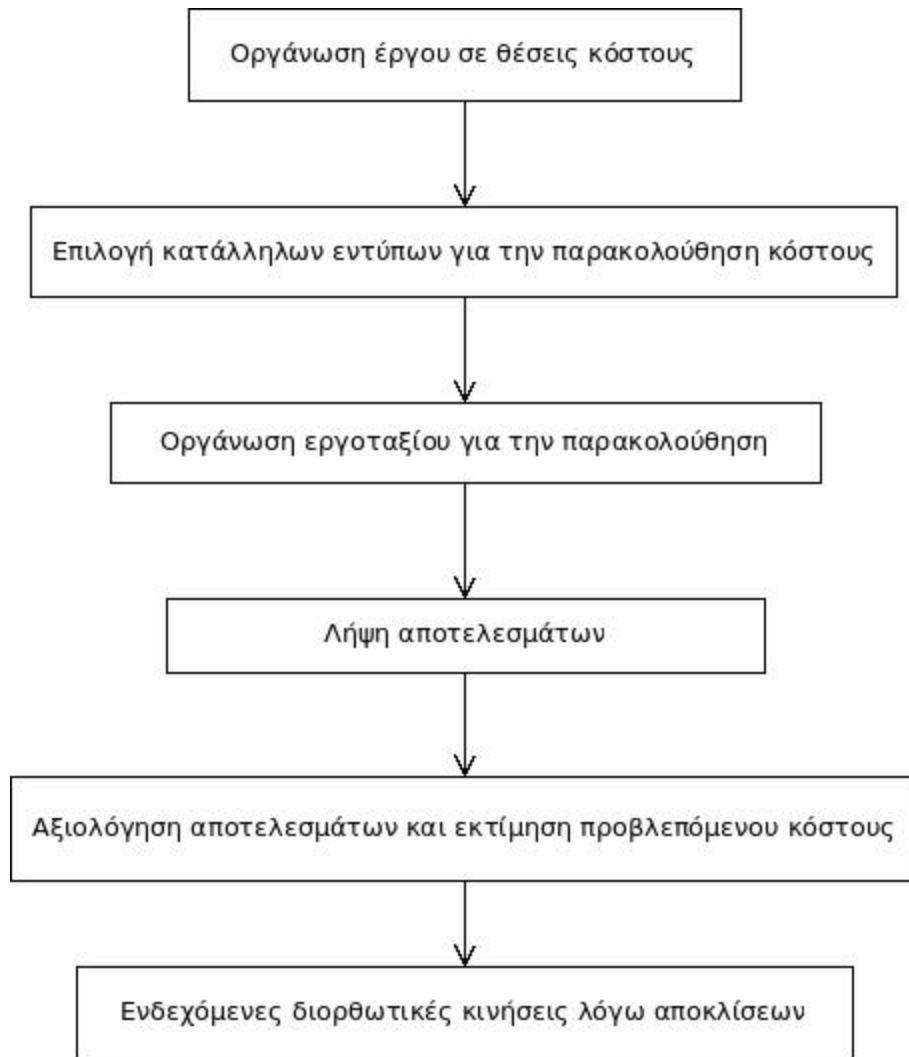 Οργάνωση έργου σε θέσεις κόστους
Επιλογή κατάλληλων εντύπων για την παρακολούθηση κόστους
Οργάνωση εργοταξίου για την παρακολούθηση
Λήψη αποτελεσμάτων
Αξιολόγηση αποτελεσμάτων και εκτίμηση προβλεπόμενου κόστους
Ενδεχόμενες διορθωτικές κινήσεις λόγω αποκλίσεων